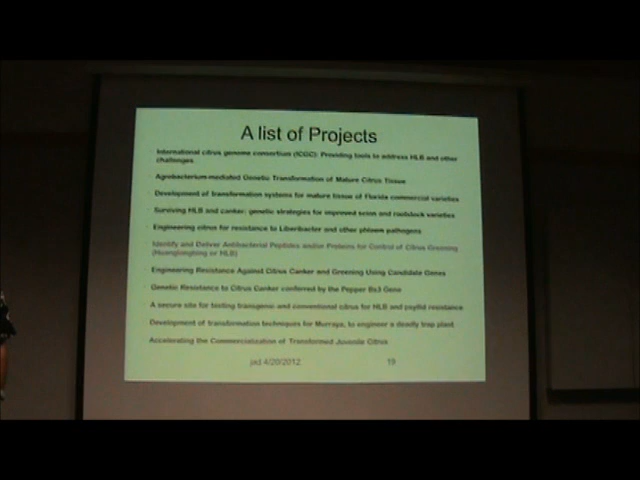 A list of Projects
International citrus genome consortium (ICGC): Providing tools to address HLB and other
challenges
Agrobacterium-mediated Genetic Transformation of Mature Citrus Tissue
Development of transformation systems for mature tissue of Florida commercial varieties
Surviving HLB and canker: genetic strategies for improved scion and rootstock varieties
Engineering citrus for resistance to Liberibacter and other phloem pathogens
Identify and Deliver Antibacterial Peptides and/or Proteins for Control of Citrus Greening
(Huanglongbing or HLB)
Engineering Resistance Against Citrus Canker and Greening Using Candidate Genes
Genetic Resistance to Citrus Canker conferred by the Pepper Bs3 Gene
A secure site for testing transgenic and conventional citrus for HLB and psyllid resistance
Development of transformation techniques for Murraya, to engineer a deadly trap plant
Accelerating the Commercialization of Transformed Juvenile Citrus
4/20/2012 19